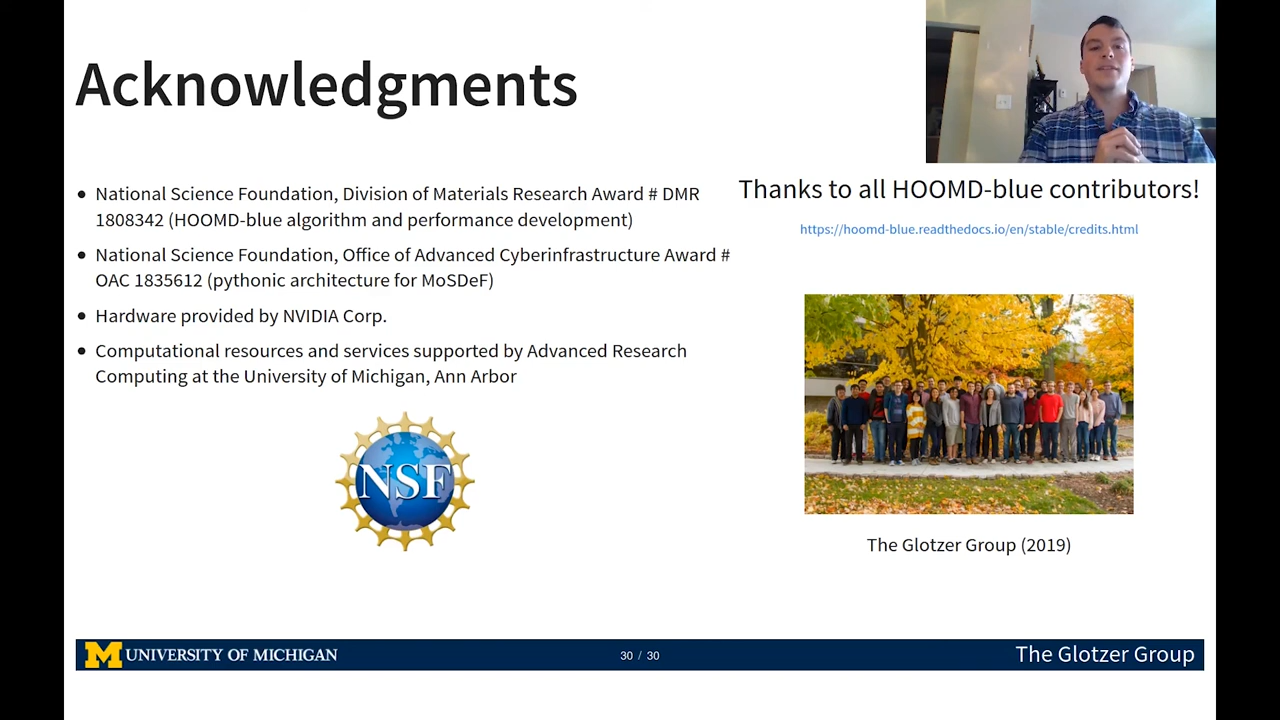 Acknowledgments
• National Science Foundation, Division of Materials Research Award # DMR
1808342 (HOOMD-blue algorithm and performance development)
• National Science Foundation, Office of Advanced Cyberinfrastructure Award #
OAC 1835612 (pythonic architecture for MoSDeF)
• Hardware provided by NVIDIA Corp.
• Computational resources and services supported by Advanced Research
Computing at the University of Michigan, Ann Arbor
NSF
Thanks to all HOOMD-blue contributors!
https://hoomd-blue.readthedocs.io/en/stable/credits.html
The Glotzer Group (2019)
M UNIVERSITY OF MICHIGAN
30 / 30
The Glotzer Group